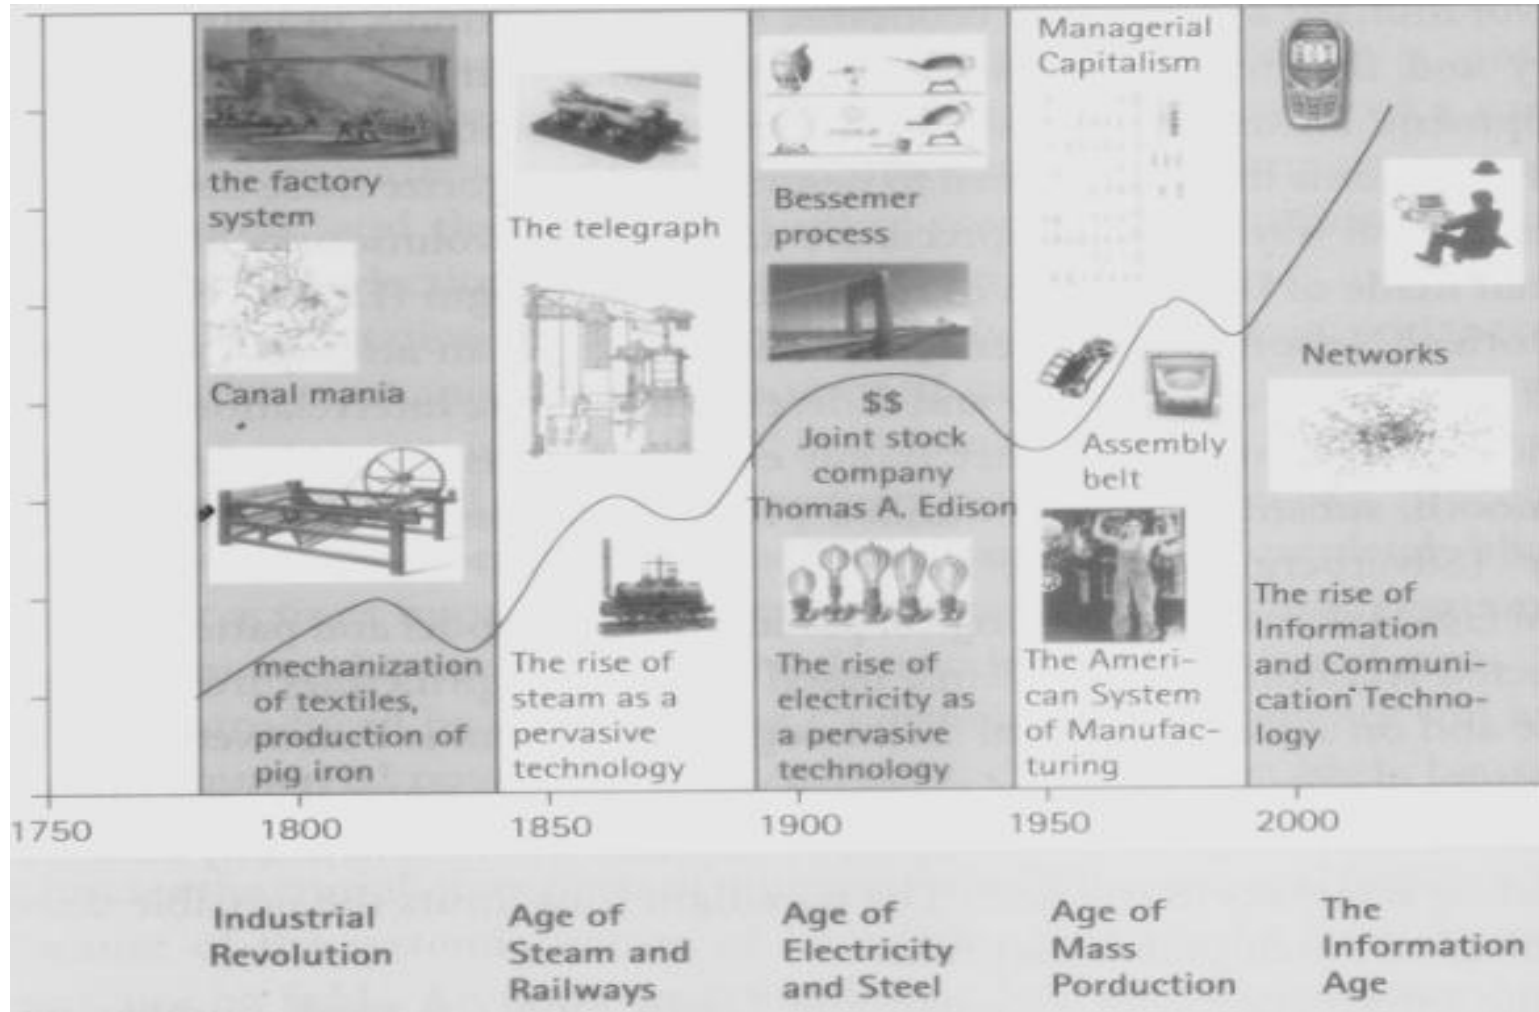 the factory
system
Canal mania
mechanization
of textiles,
production of
pig iron
The telegraph
The rise of
steam as a
pervasive
technology
Bessemer
process
$$
Joint stock
company
Thomas A. Edison
The rise of
electricity as
a pervasive
technology
Managerial
Capitalism
Assembly
belt
The Ameri-
can System
of Manufac-
turing
Networks
The rise of
Information
and Communi-
cation Techno-
logy
1750
1800
1850
1900
1950
2000
Industrial
Revolution
Age of
Steam and
Railways
Age of
Electricity
and Steel
Age of
Mass
Porduction
The
Information
Age